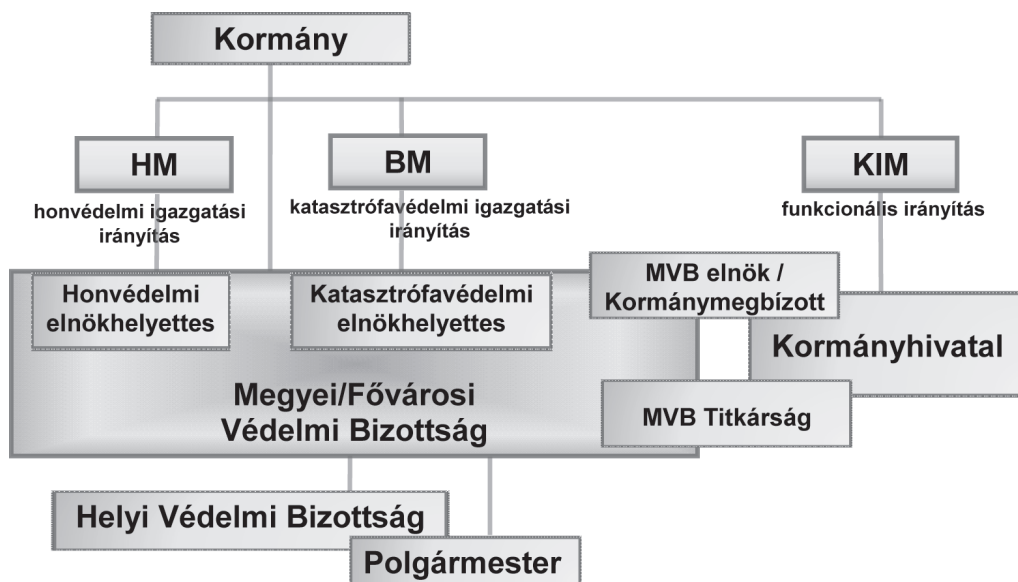 Kormány
HM
BM
KIM
honvédelmi igazgatási
irányítás
katasztrófavédelmi igazgatási
irányítás
funkcionális irányítás
Honvédelmi
elnökhelyettes
Katasztrófavédelmi
elnökhelyettes
MVB elnök /
Kormánymegbízott
Kormányhivatal
Megyei/Fővárosi
Védelmi Bizottság
MVB Titkárság
Helyi Védelmi Bizottság
Polgármester